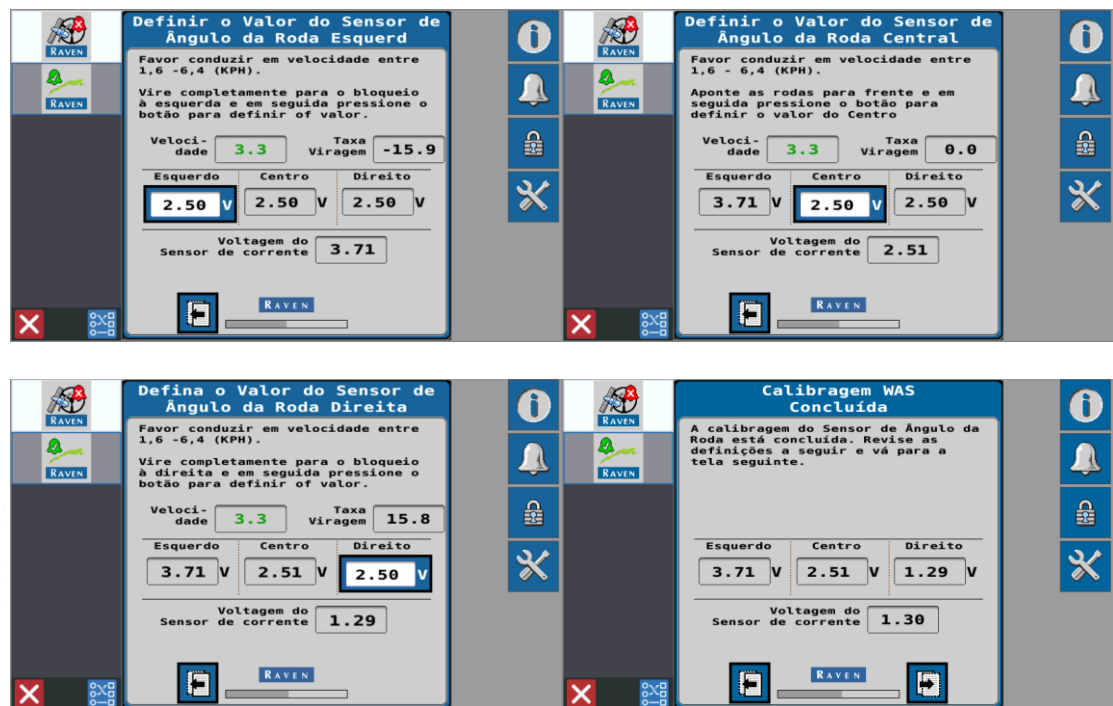 RAVEN
RAVEN
Definir o Valor do Sensor de
Ângulo da Roda Esquerd
Favor conduzir em velocidade entre
1,6 -6,4 (KPH).
Vire completamente para o bloqueio
à esquerda e em seguida pressione o
botão para definir of valor.
Veloci-
dade 3.3 Taxa
Viragem -15.9
Esquerdo Centro Direito
2.50 V 2.50 V 2.50 V
Voltagem do
Sensor de corrente 3.71
RAVEN
RAVEN
RAVEN
Definir o Valor do Sensor de
Ângulo da Roda Central
Favor conduzir em velocidade entre
1,6 - 6,4 (KPH).
Aponte as rodas para frente e em
seguida pressione o botão para
definir o valor do Centro
Veloci-
dade 3.3 Taxa
Viragem 0.0
Esquerdo Centro Direito
3.71 V 2.50 V 2.50 V
Voltagem do
Sensor de corrente 2.51
RAVEN
RAVEN
RAVEN
Defina o Valor do Sensor de
Ângulo da Roda Direita
Favor conduzir em velocidade entre
1,6 -6,4 (KPH).
Vire completamente para o bloqueio
à direita e em seguida pressione o
botão para definir of valor.
Veloci-
dade 3.3 Taxa
Viragem 15.8
Esquerdo Centro Direito
3.71 V 2.51 V 2.50 V
Voltagem do
Sensor de corrente 1.29
RAVEN
RAVEN
RAVEN
Calibragem WAS
Concluída
A calibragem do Sensor de Ângulo da
Roda está concluída. Revise as
definições a seguir e vá para a
tela seguinte.
Esquerdo Centro Direito
3.71 V 2.51 V 1.29 V
Voltagem do
Sensor de corrente 1.30
RAVEN